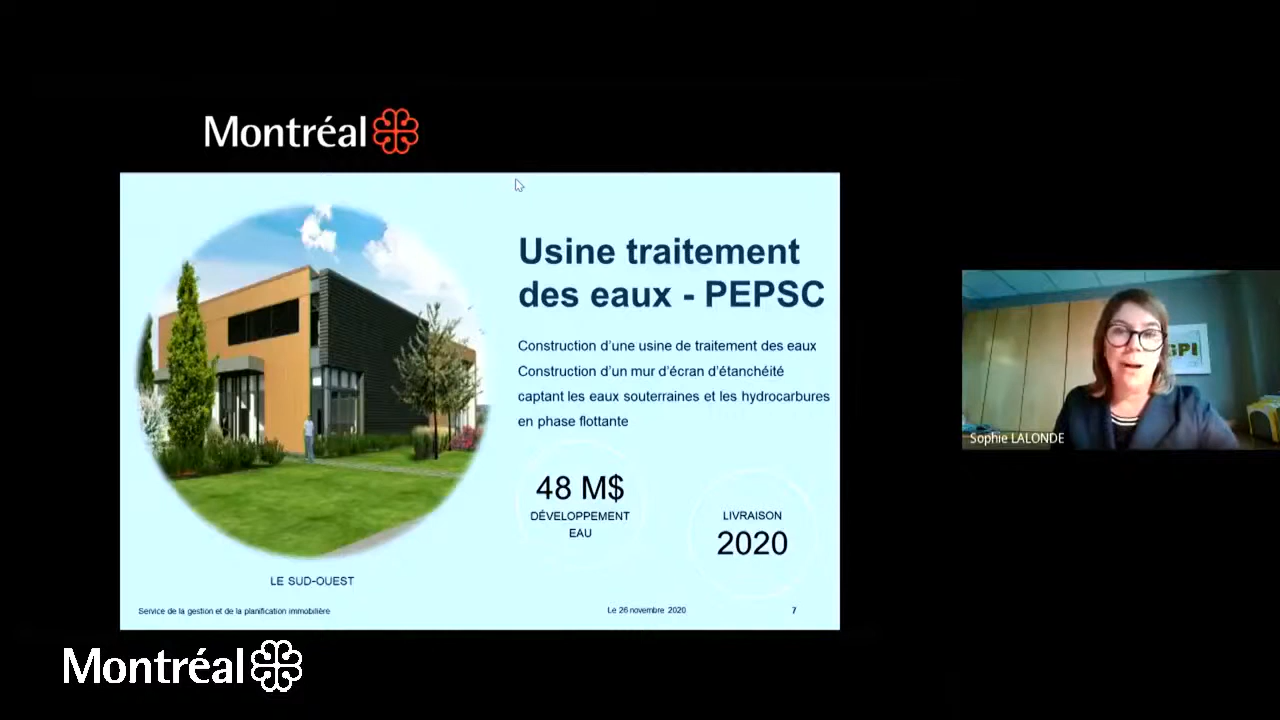 Montréal
Usine traitement
des eaux - PEPSC
Construction d'une usine de traitement des eaux
Construction d'un mur d'écran d'étanchéité
captant les eaux souterraines et les hydrocarbures
en phase flottante
48 M$
DÉVELOPPEMENT
EAU
LIVRAISON
2020
LE SUD-OUEST
Service de la gestion et de la planification immobilière
Le 26 novembre 2020
7
GPI
Sophie LALONDE
Montréal